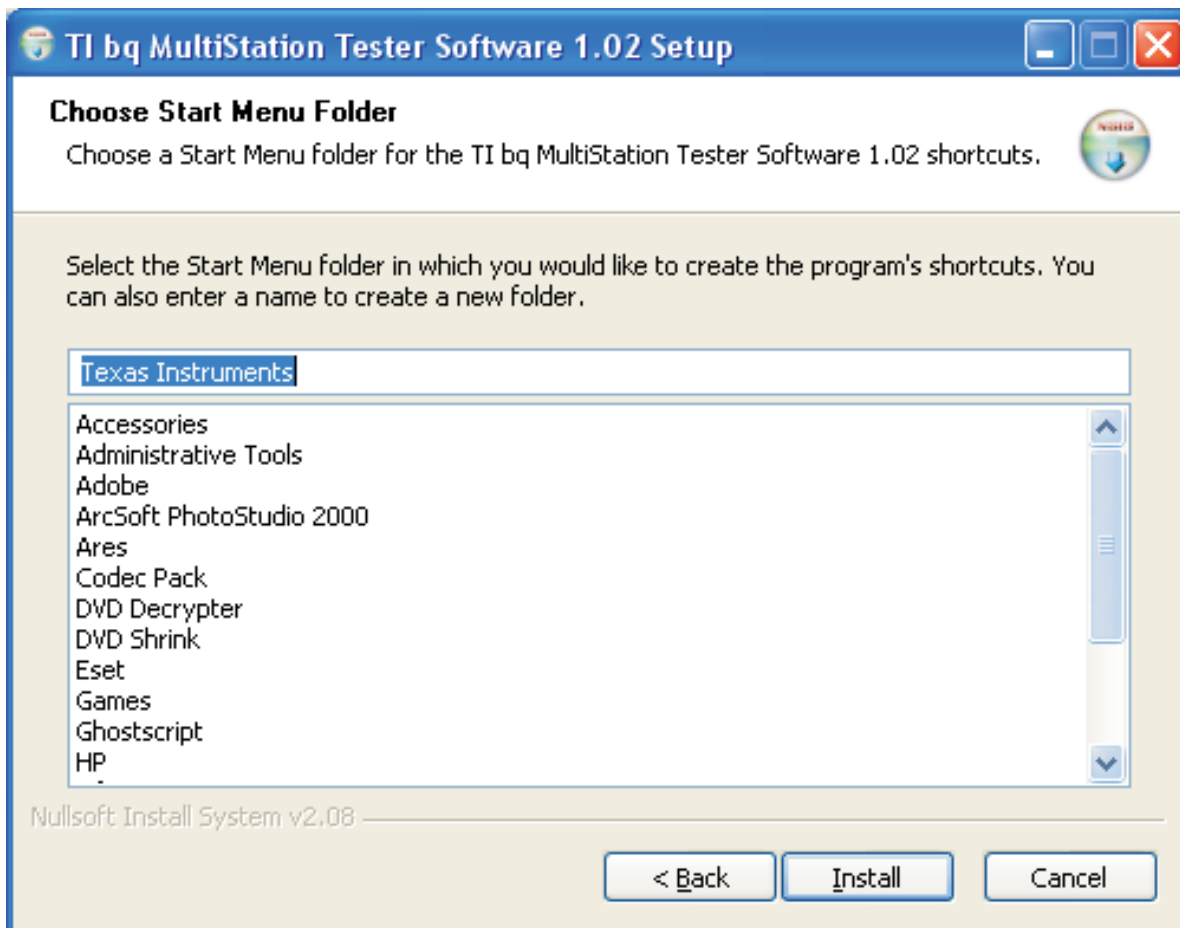 TI bq MultiStation Tester Software 1.02 Setup
Choose Start Menu Folder
Choose a Start Menu folder for the TI bq MultiStation Tester Software 1.02 shortcuts.
Select the Start Menu folder in which you would like to create the program's shortcuts. You
can also enter a name to create a new folder.
Texas Instruments
Accessories
Administrative Tools
Adobe
ArcSoft PhotoStudio 2000
Ares
Codec Pack
DVD Decrypter
DVD Shrink
Eset
Games
Ghostscript
HP
Nullsoft Install System v2.08
< Back
Install
Cancel